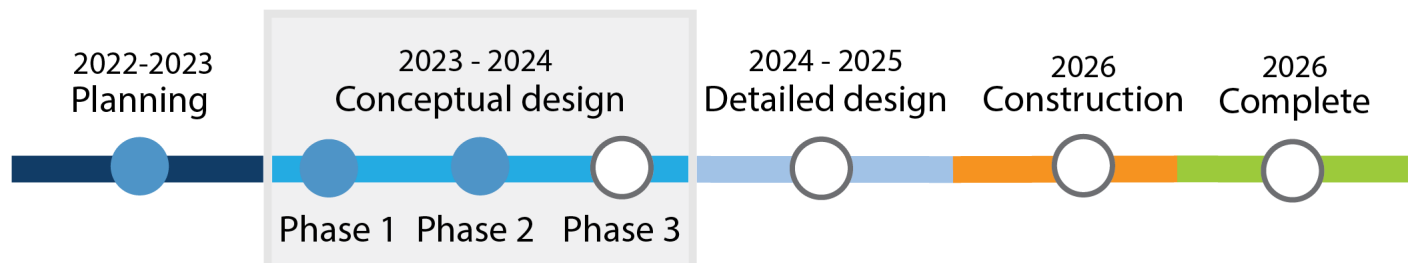 2022-2023
Planning
2023 - 2024
Conceptual design
Phase 1
Phase 2
Phase 3
2024 - 2025
Detailed design
2026
Construction
2026
Complete